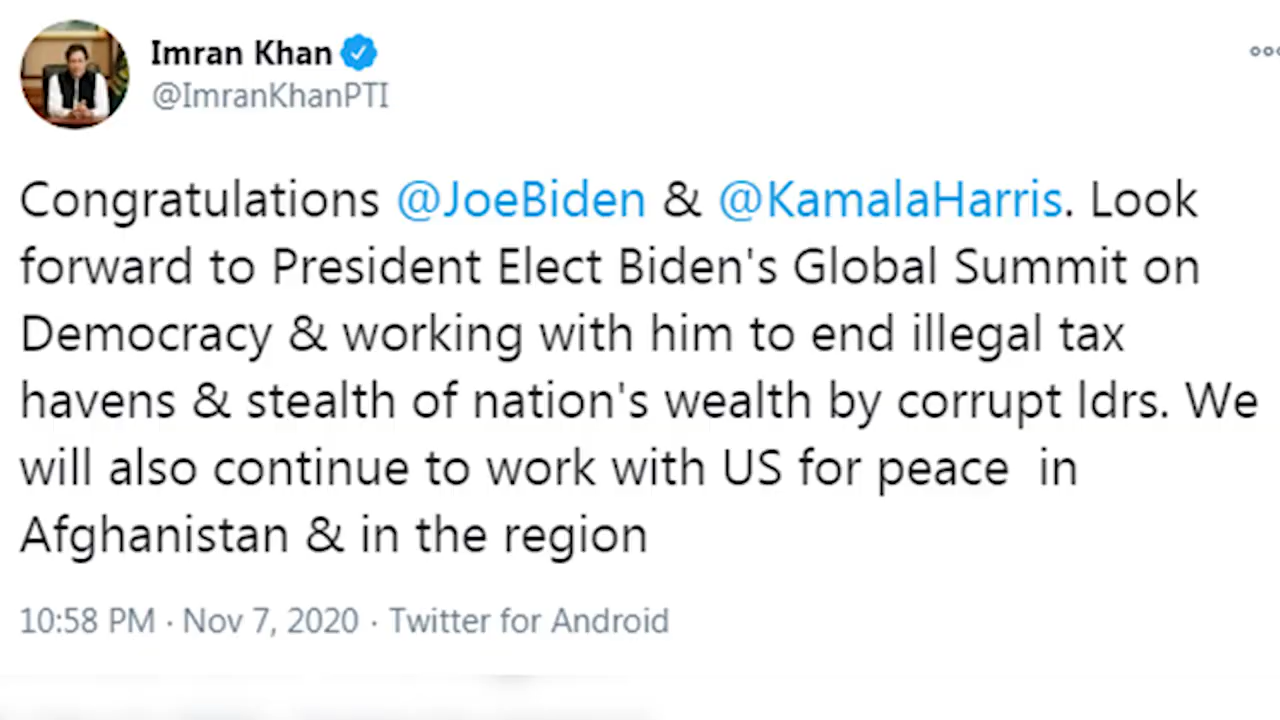 Imran Khan
@ImranKhanPTI
Congratulations @JoeBiden & @KamalaHarris. Look
forward to President Elect Biden's Global Summit on
Democracy & working with him to end illegal tax
havens & stealth of nation's wealth by corrupt ldrs. We
will also continue to work with US for peace  in
Afghanistan & in the region
10:58 PM · Nov 7, 2020 · Twitter for Android